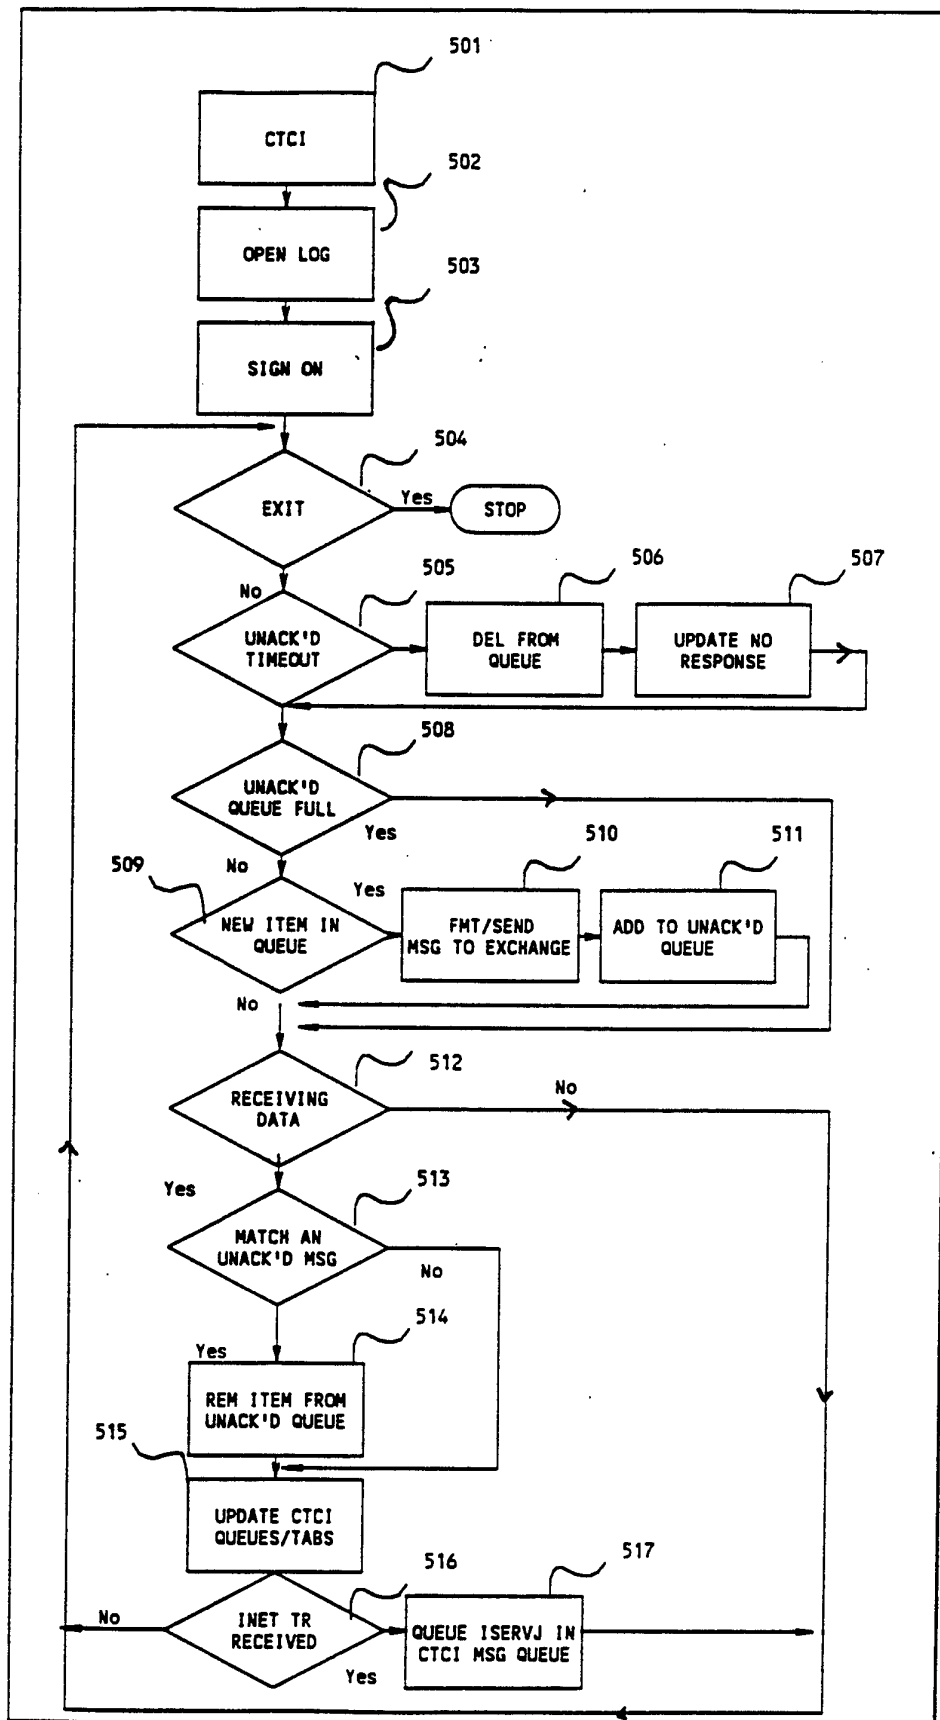 501
CTCI
502
OPEN LOG
503
SIGN ON
504
EXIT
Yes
STOP
No
505
UNACK'D
TIMEOUT
506
DEL FROM
QUEUE
507
UPDATE NO
RESPONSE
508
UNACK'D
QUEUE FULL
Yes
No
509
NEW ITEM IN
QUEUE
Yes
510
FMT/SEND
MSG TO EXCHANGE
511
ADD TO UNACK'D
QUEUE
No
512
RECEIVING
DATA
No
Yes
513
MATCH AN
UNACK'D MSG
No
514
Yes
REM ITEM FROM
UNACK'D QUEUE
515
UPDATE CTCI
QUEUES/TABS
516
INET TR
RECEIVED
No
Yes
517
QUEUE ISERVJ IN
CTCI MSG QUEUE